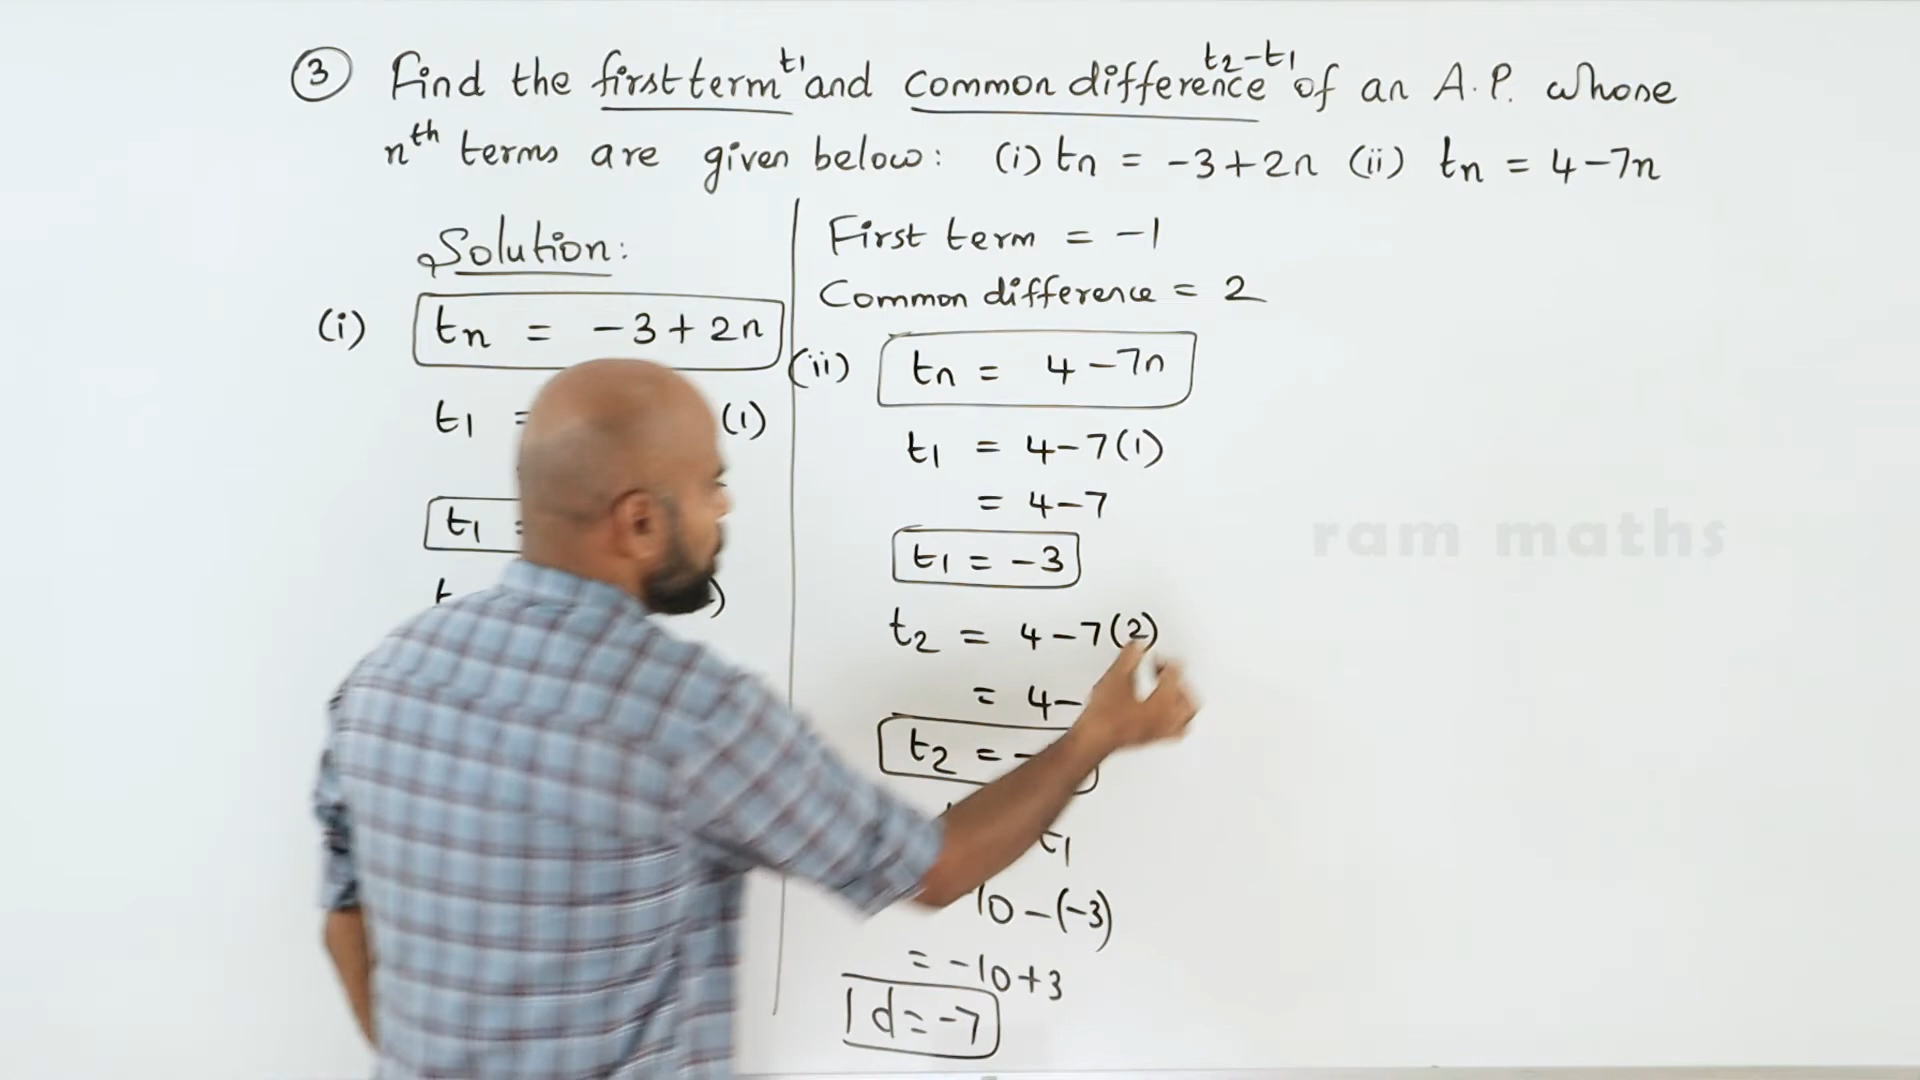 ③ Find the first term t1 and Common difference t2-t1 of an A.P. whose
nth terms are given below: (i) tn = -3+2n (ii) tn = 4-7n
Solution:
(i) tn = -3+2n
t1 = (1)
t1 =
t )
First term = -1
Common difference = 2
(ii) tn = 4-7n
t1 = 4-7(1)
= 4-7
t1 = -3
t2 = 4-7(2)
= 4-
t2 = -
t1
10-(-3)
= -10+3
d=-7
ram maths